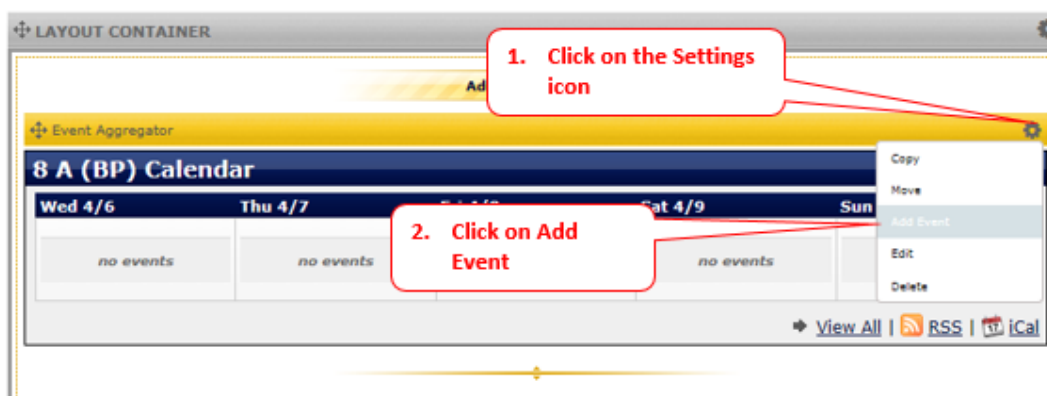 LAYOUT CONTAINER
1. Click on the Settings
icon
Event Aggregator
8 A (BP) Calendar
Copy
Move
Add Event
Edit
Delete
Wed 4/6 Thu 4/7 Sat 4/9 Sun
2. Click on Add
Event
no events no events no events
View All | RSS | 17 iCal